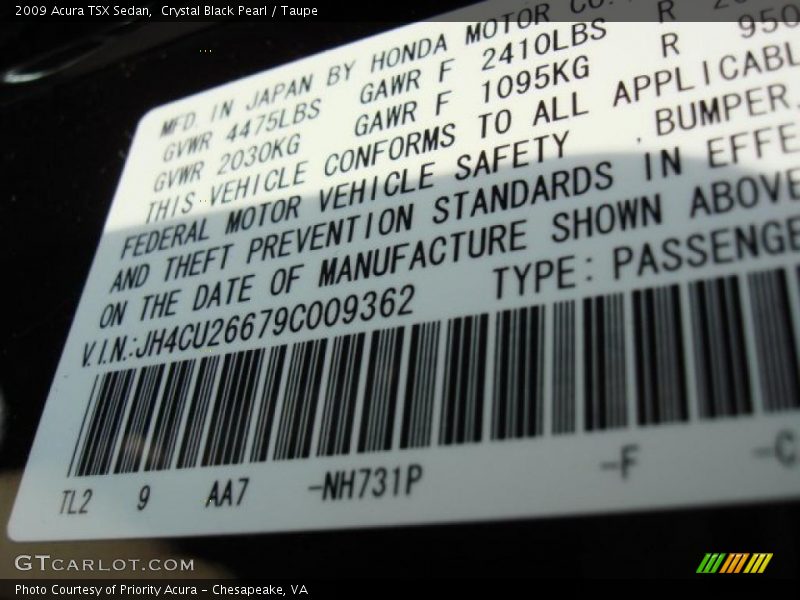 2009 Acura TSX Sedan, Crystal Black Pearl / Taupe
MFD. IN JAPAN BY HONDA MOTOR CO.
GVWR 4475LBS GAWR F 2410LBS R
GVWR 2030KG GAWR F 1095KG R 950
THIS VEHICLE CONFORMS TO ALL APPLICABL
FEDERAL MOTOR VEHICLE SAFETY , BUMPER,
AND THEFT PREVENTION STANDARDS IN EFFE
ON THE DATE OF MANUFACTURE SHOWN ABOVE
V.I.N.:JH4CU26679C009362 TYPE: PASSENGE
TL2 9 AA7 -NH731P -F -C
GTCARLOT.COM
Photo Courtesy of Priority Acura - Chesapeake, VA